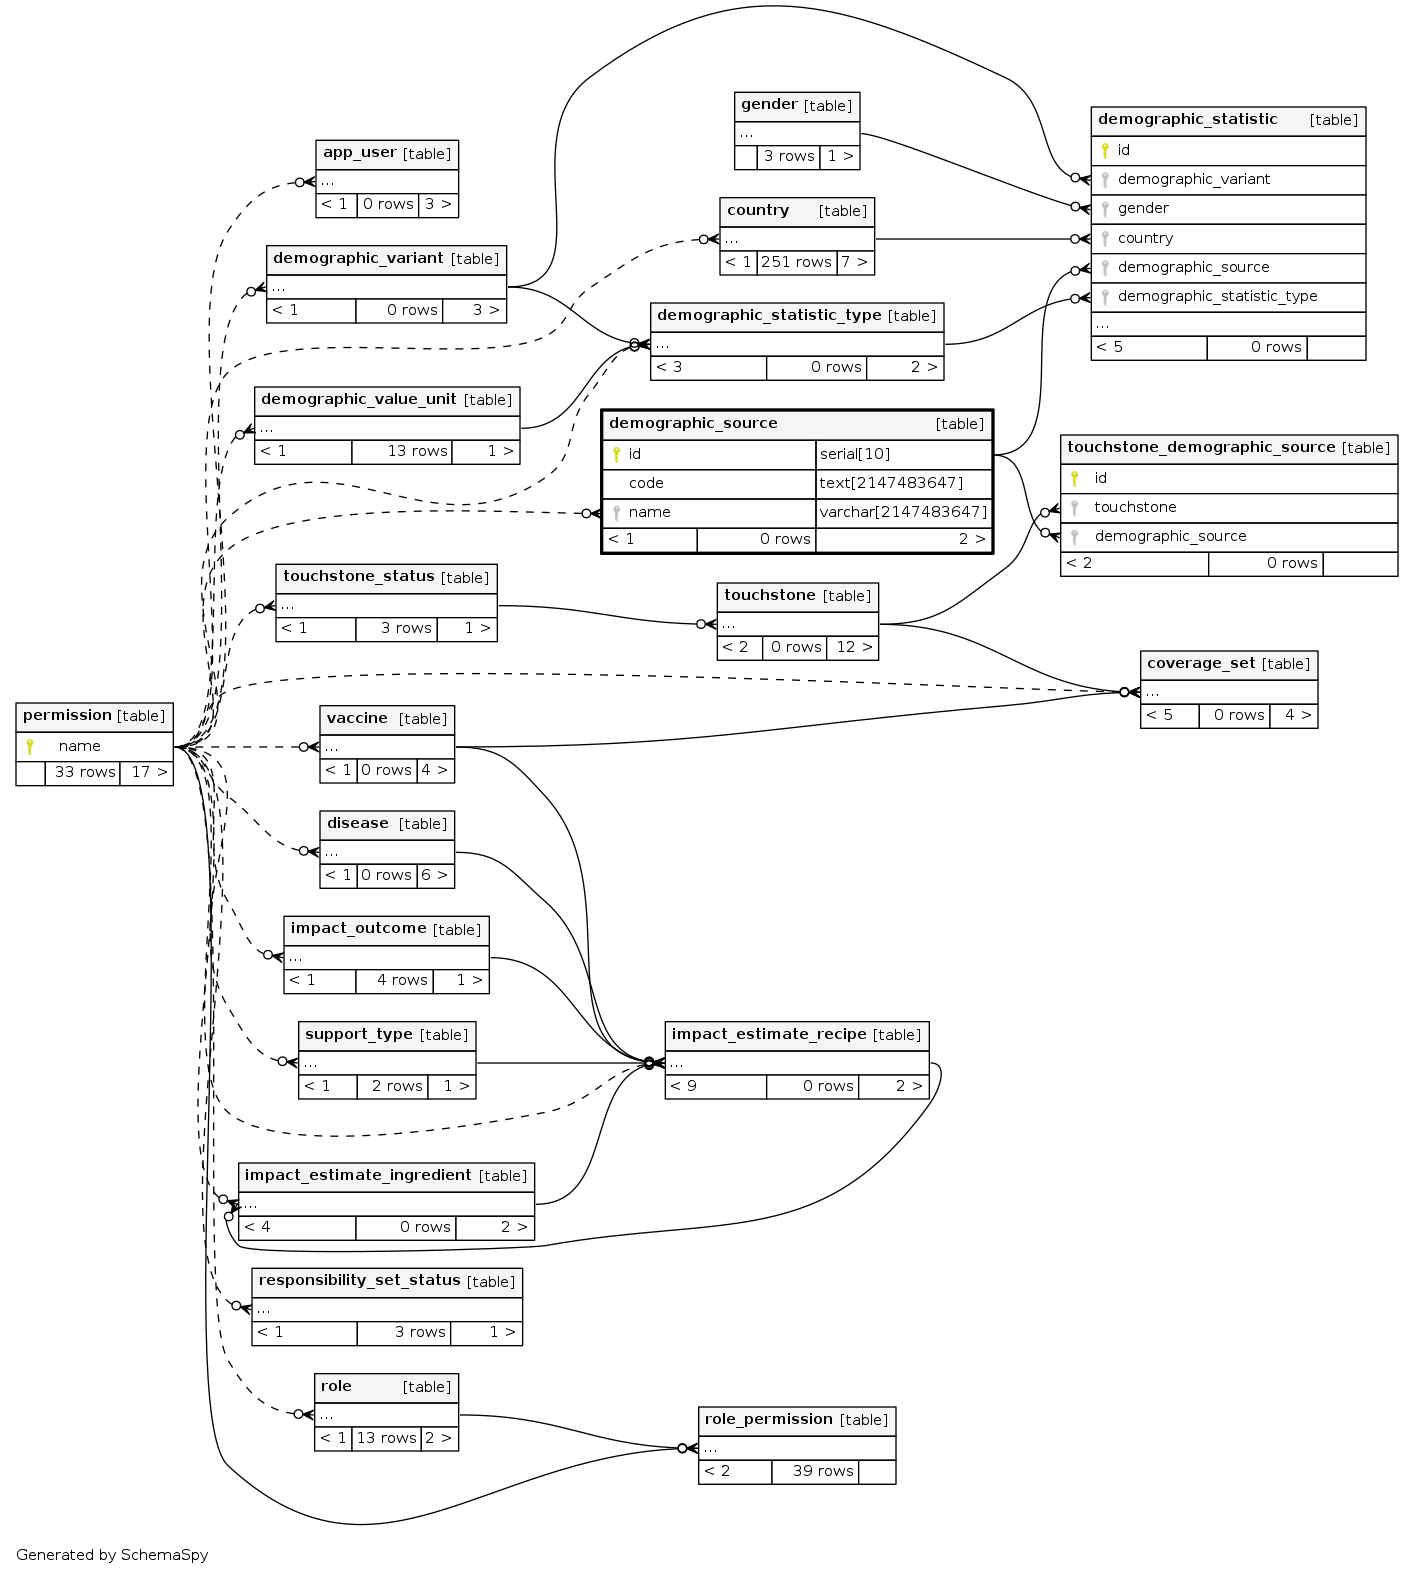 gender [table]
...
3 rows 1 >
demographic_statistic [table]
id
demographic_variant
gender
country
demographic_source
demographic_statistic_type
...
< 5 0 rows
app_user [table]
...
< 1 0 rows 3 >
country [table]
...
< 1 251 rows 7 >
demographic_variant [table]
...
< 1 0 rows 3 >
demographic_statistic_type [table]
...
< 3 0 rows 2 >
demographic_value_unit [table]
...
< 1 13 rows 1 >
demographic_source [table]
id serial[10]
code text[2147483647]
name varchar[2147483647]
< 1 0 rows 2 >
touchstone_demographic_source [table]
id
touchstone
demographic_source
< 2 0 rows
touchstone_status [table]
...
< 1 3 rows 1 >
touchstone [table]
...
< 2 0 rows 12 >
coverage_set [table]
...
< 5 0 rows 4 >
permission [table]
name
33 rows 17 >
vaccine [table]
...
< 1 0 rows 4 >
disease [table]
...
< 1 0 rows 6 >
impact_outcome [table]
...
< 1 4 rows 1 >
support_type [table]
...
< 1 2 rows 1 >
impact_estimate_recipe [table]
...
< 9 0 rows 2 >
impact_estimate_ingredient [table]
...
< 4 0 rows 2 >
responsibility_set_status [table]
...
< 1 3 rows 1 >
role [table]
...
< 1 13 rows 2 >
role_permission [table]
...
< 2 39 rows
Generated by SchemaSpy